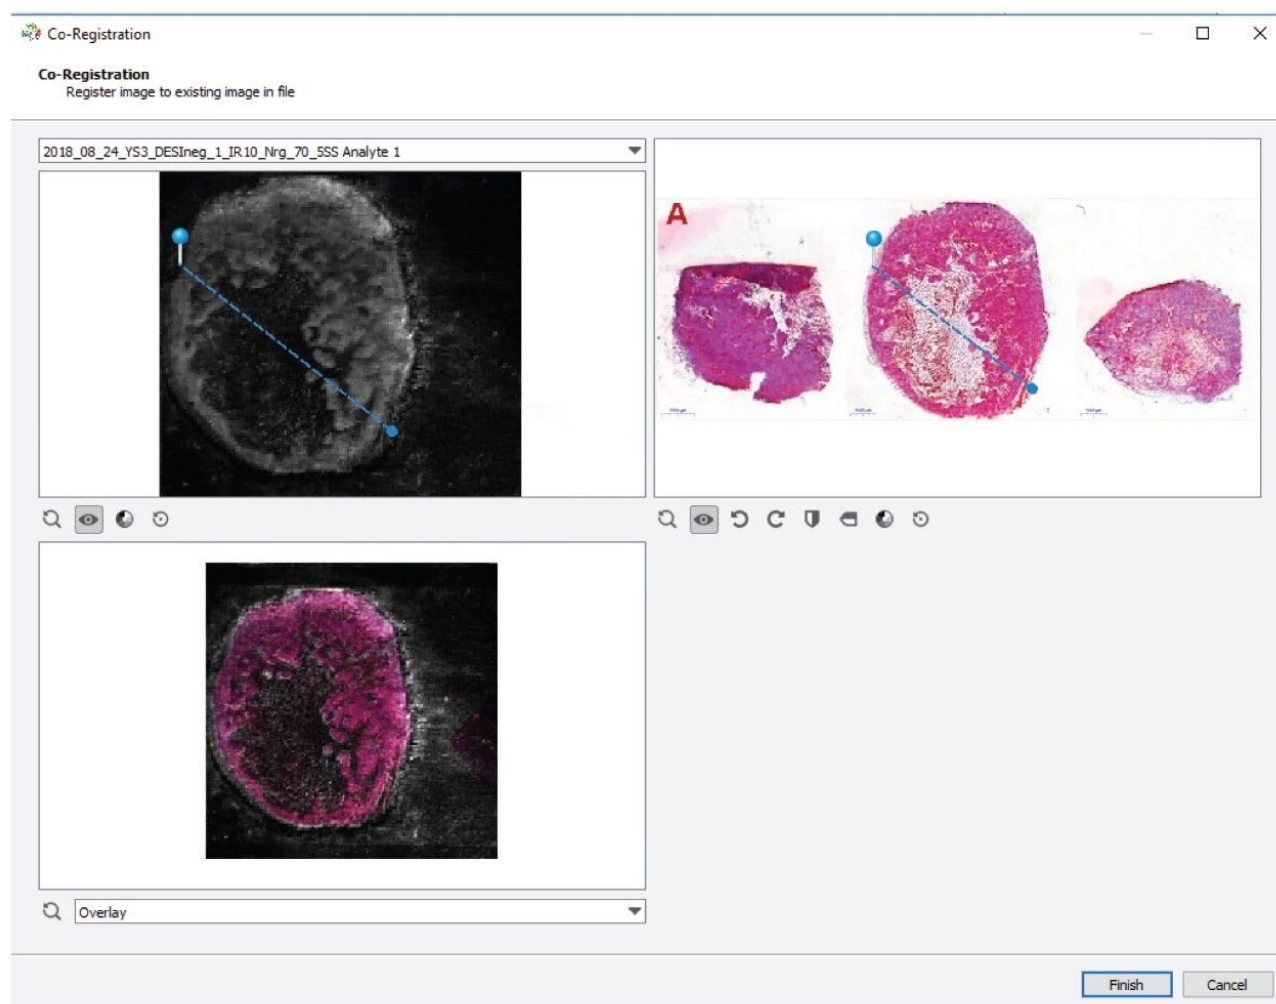 Co-Registration
Co-Registration
Register image to existing image in file
2018_08_24_YS3_DESIneg_1_IR10_Nrg_70_5SS Analyte 1
A
Overlay
Finish
Cancel